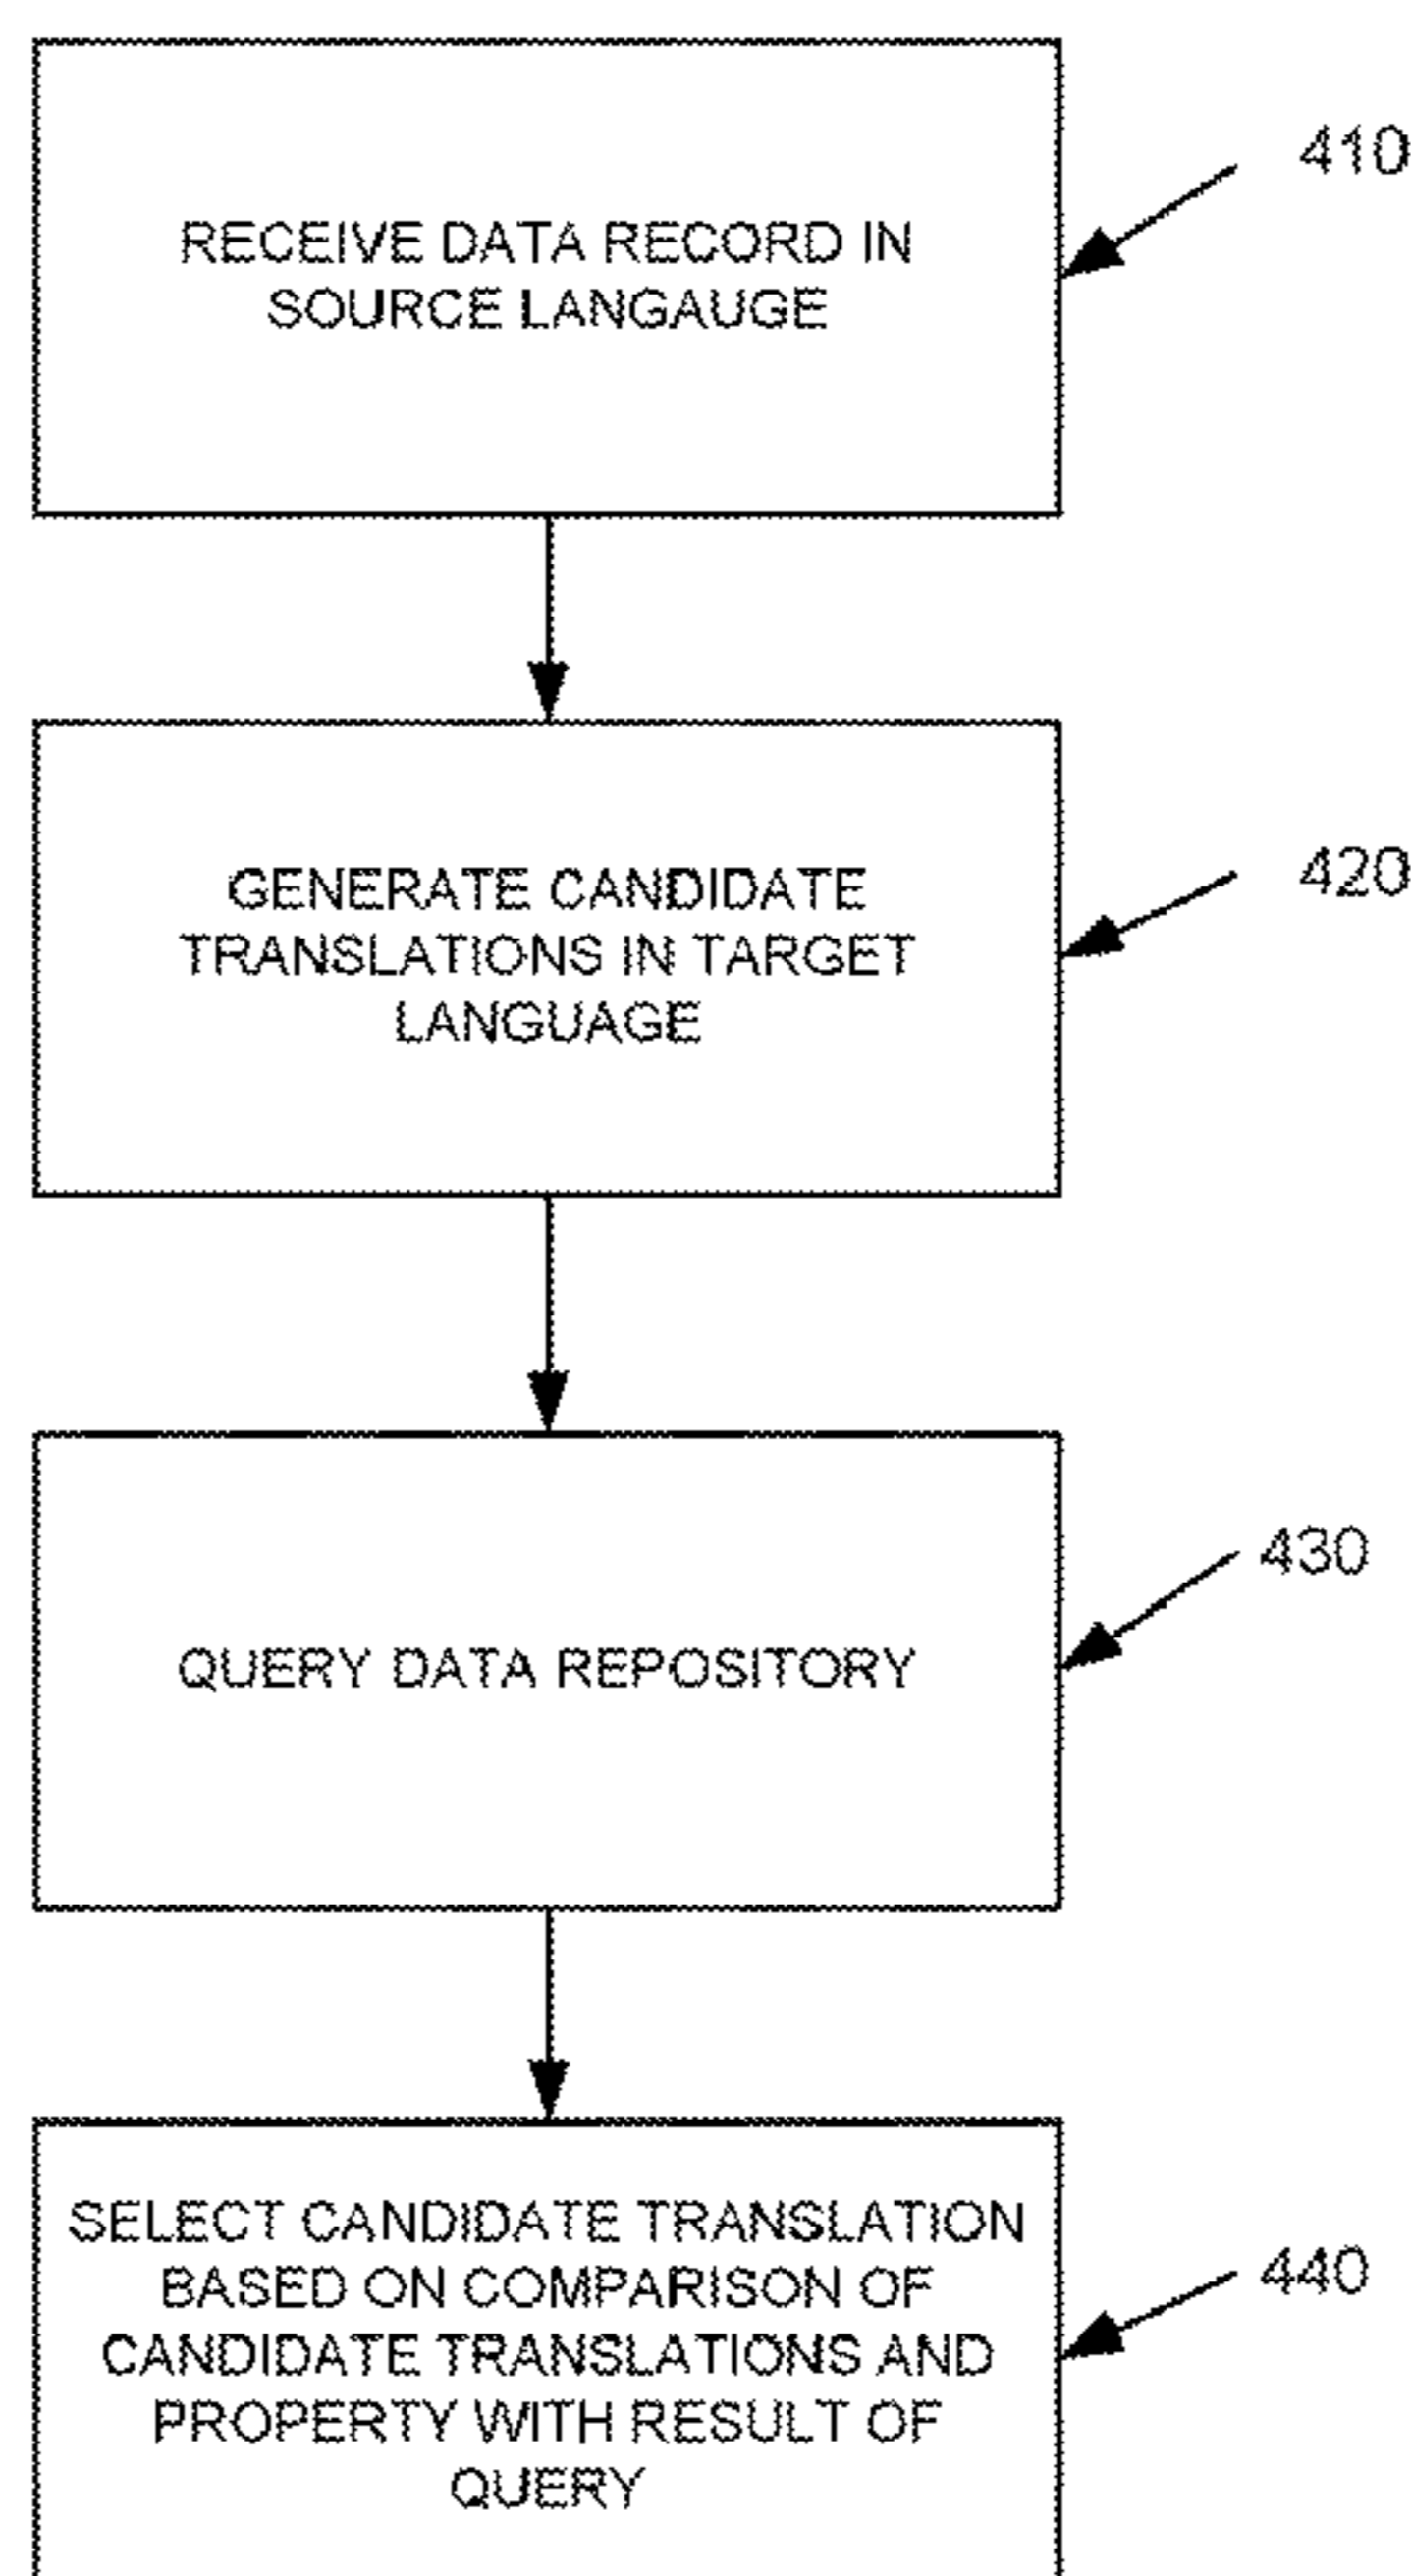 RECEIVE DATA RECORD IN
SOURCE LANGAUGE
410
GENERATE CANDIDATE
TRANSLATIONS IN TARGET
LANGUAGE
420
QUERY DATA REPOSITORY
430
SELECT CANDIDATE TRANSLATION
BASED ON COMPARISON OF
CANDIDATE TRANSLATIONS AND
PROPERTY WITH RESULT OF
QUERY
440